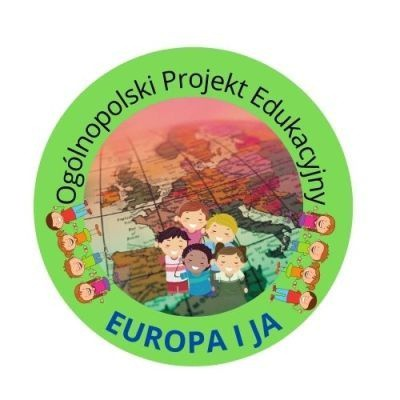 Ogólnopolski Projekt Edukacyjny
EUROPA I JA